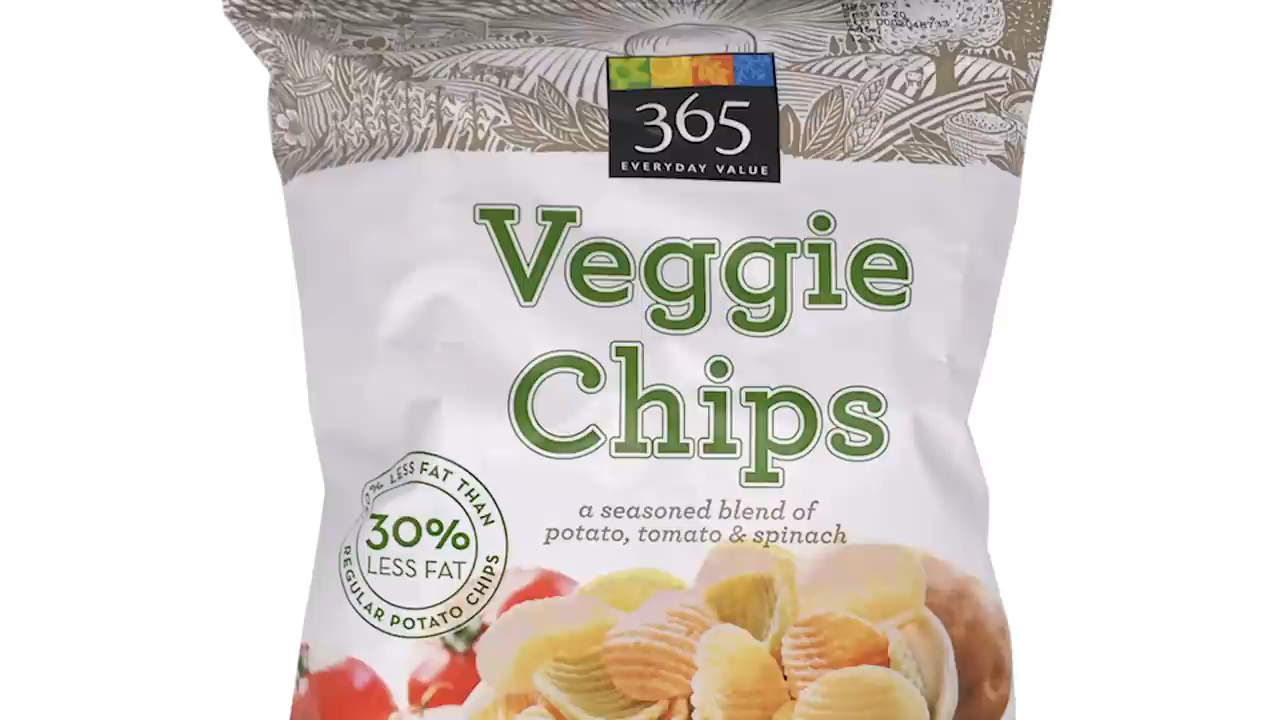 365
EVERYDAY VALUE
Veggie
Chips
a seasoned blend of
potato, tomato & spinach
% LESS FAT THAN
30%
LESS FAT
REGULAR POTATO CHIPS